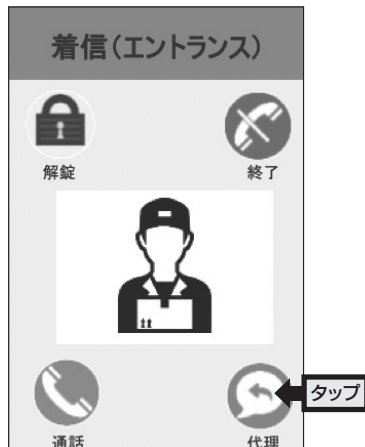 着信(エントランス)
解錠
終了
タップ
通話
代理